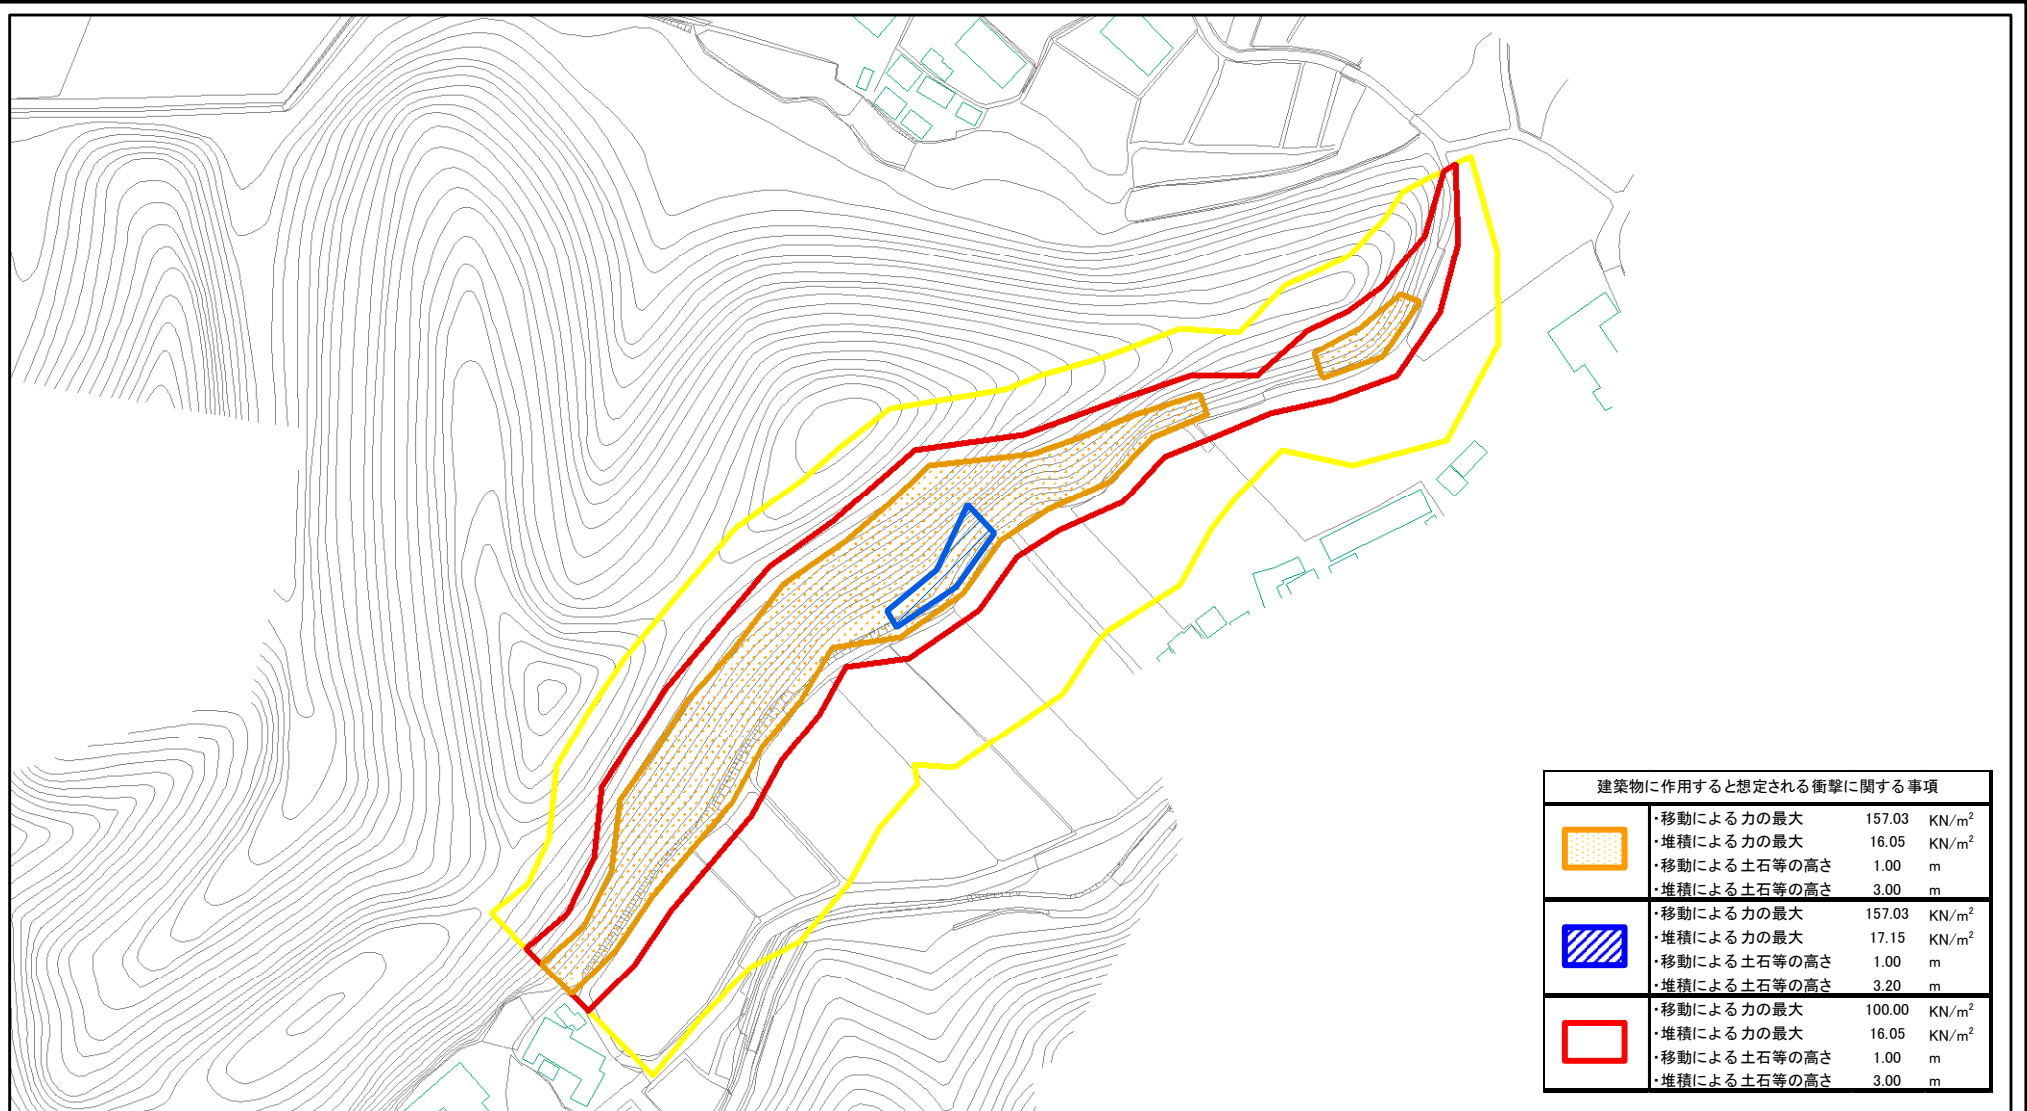 建築物に作用すると想定される衝撃に関する事項
・移動による力の最大 157.03 KN/m²
・堆積による力の最大 16.05 KN/m²
・移動による土石等の高さ 1.00 m
・堆積による土石等の高さ 3.00 m
・移動による力の最大 157.03 KN/m²
・堆積による力の最大 17.15 KN/m²
・移動による土石等の高さ 1.00 m
・堆積による土石等の高さ 3.20 m
・移動による力の最大 100.00 KN/m²
・堆積による力の最大 16.05 KN/m²
・移動による土石等の高さ 1.00 m
・堆積による土石等の高さ 3.00 m